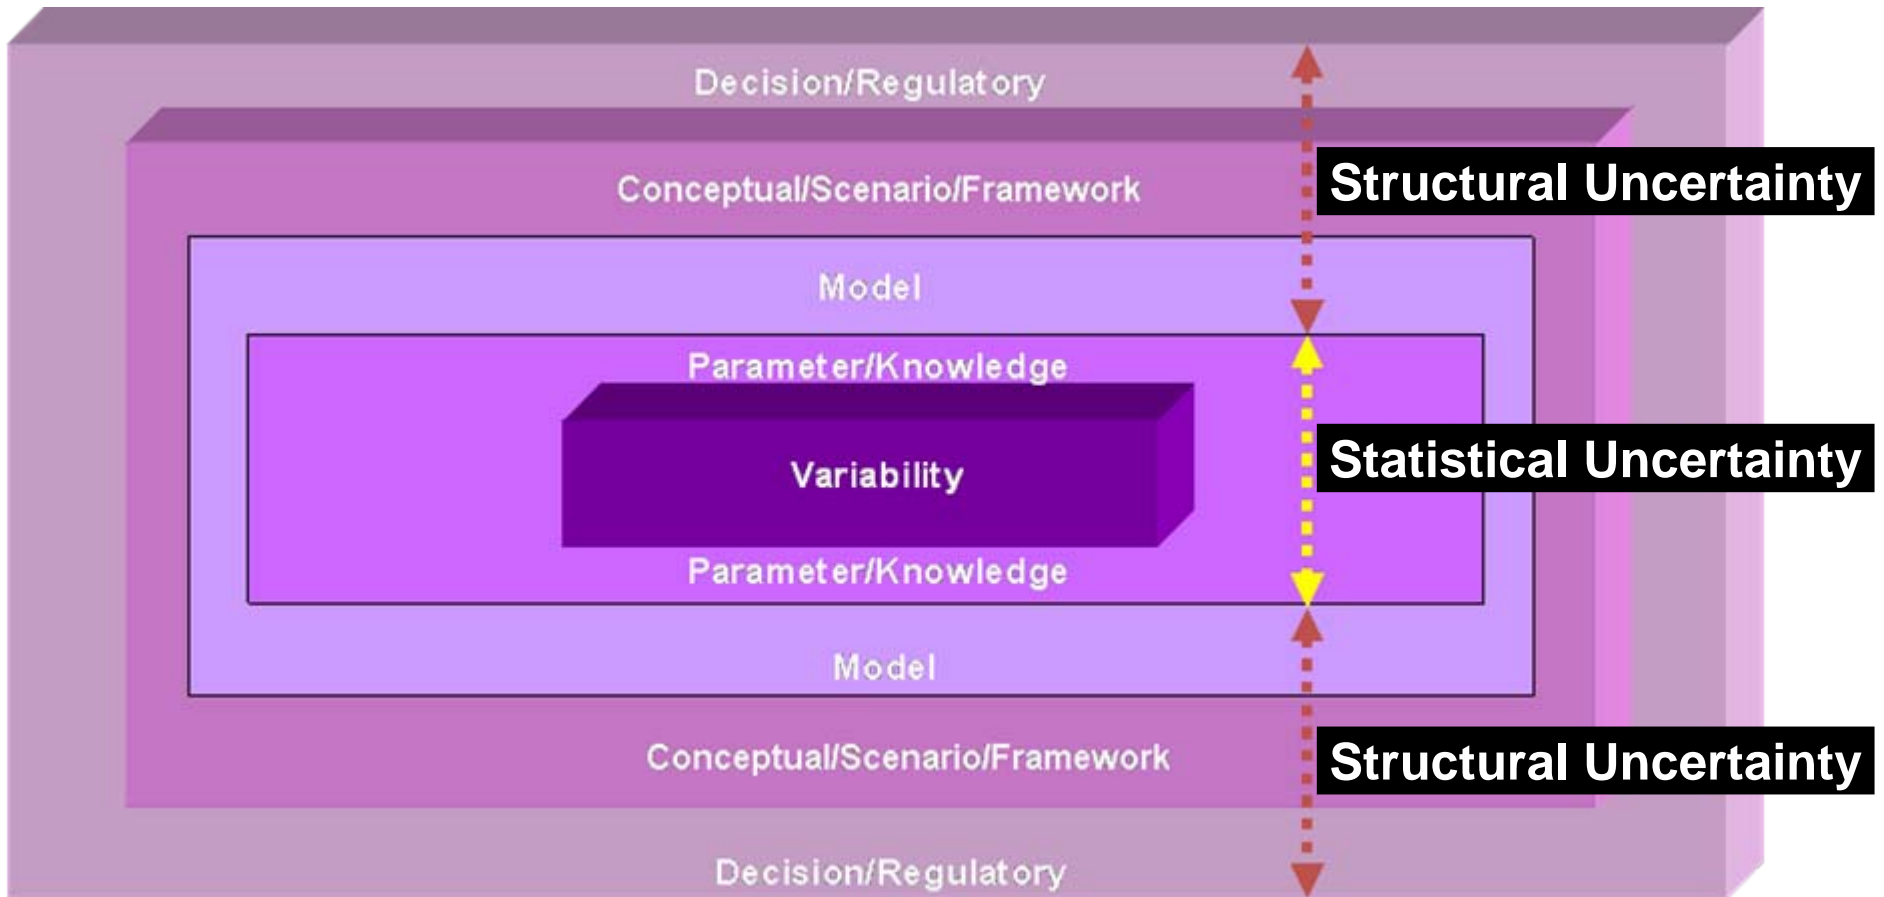 Decision/Regulatory
Conceptual/Scenario/Framework
Structural Uncertainty
Model
Parameter/Knowledge
Variability
Statistical Uncertainty
Parameter/Knowledge
Model
Conceptual/Scenario/Framework
Structural Uncertainty
Decision/Regulatory